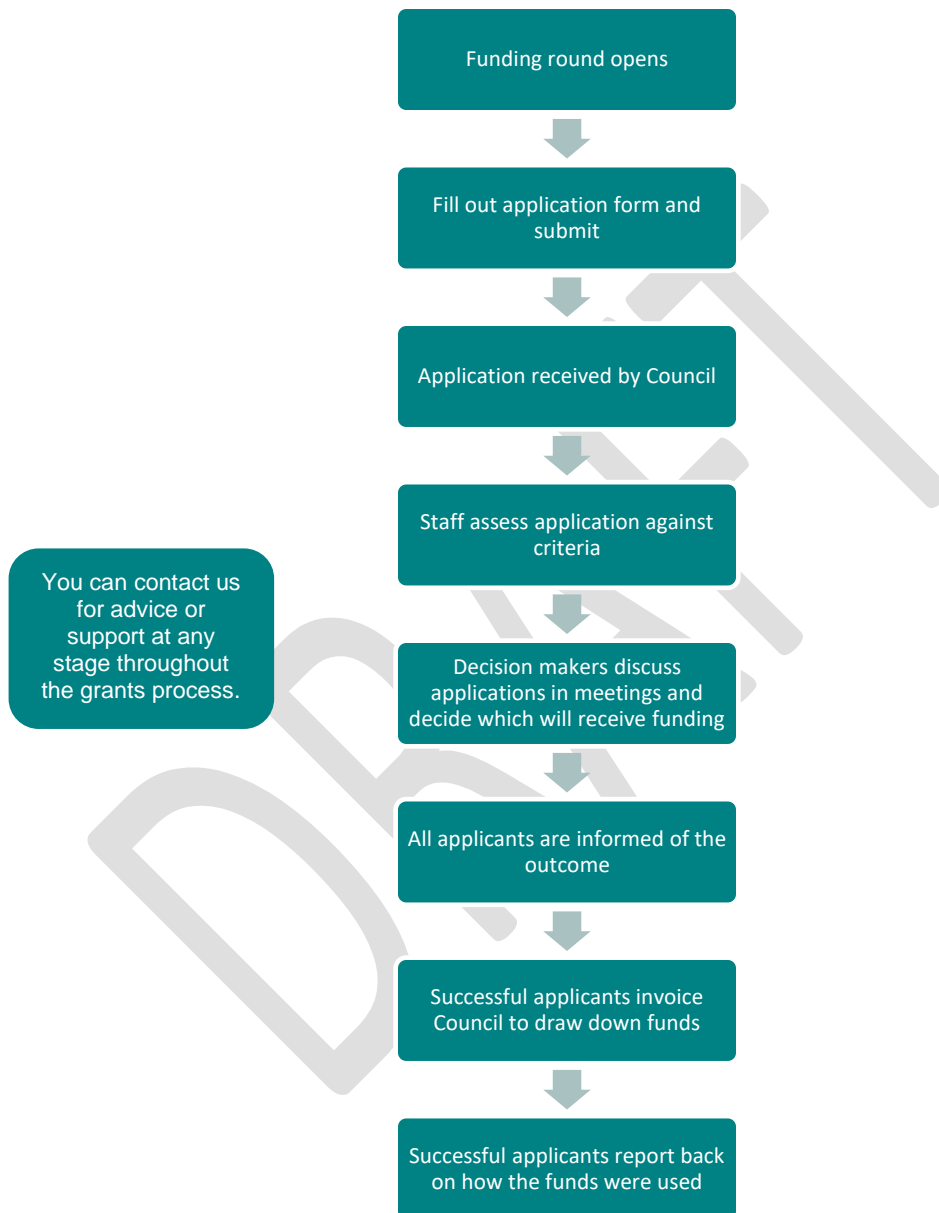 Funding round opens
Fill out application form and
submit
Application received by Council
Staff assess application against
criteria
You can contact us
for advice or
support at any
stage throughout
the grants process.
Decision makers discuss
applications in meetings and
decide which will receive funding
All applicants are informed of the
outcome
Successful applicants invoice
Council to draw down funds
Successful applicants report back
on how the funds were used
DRAFT